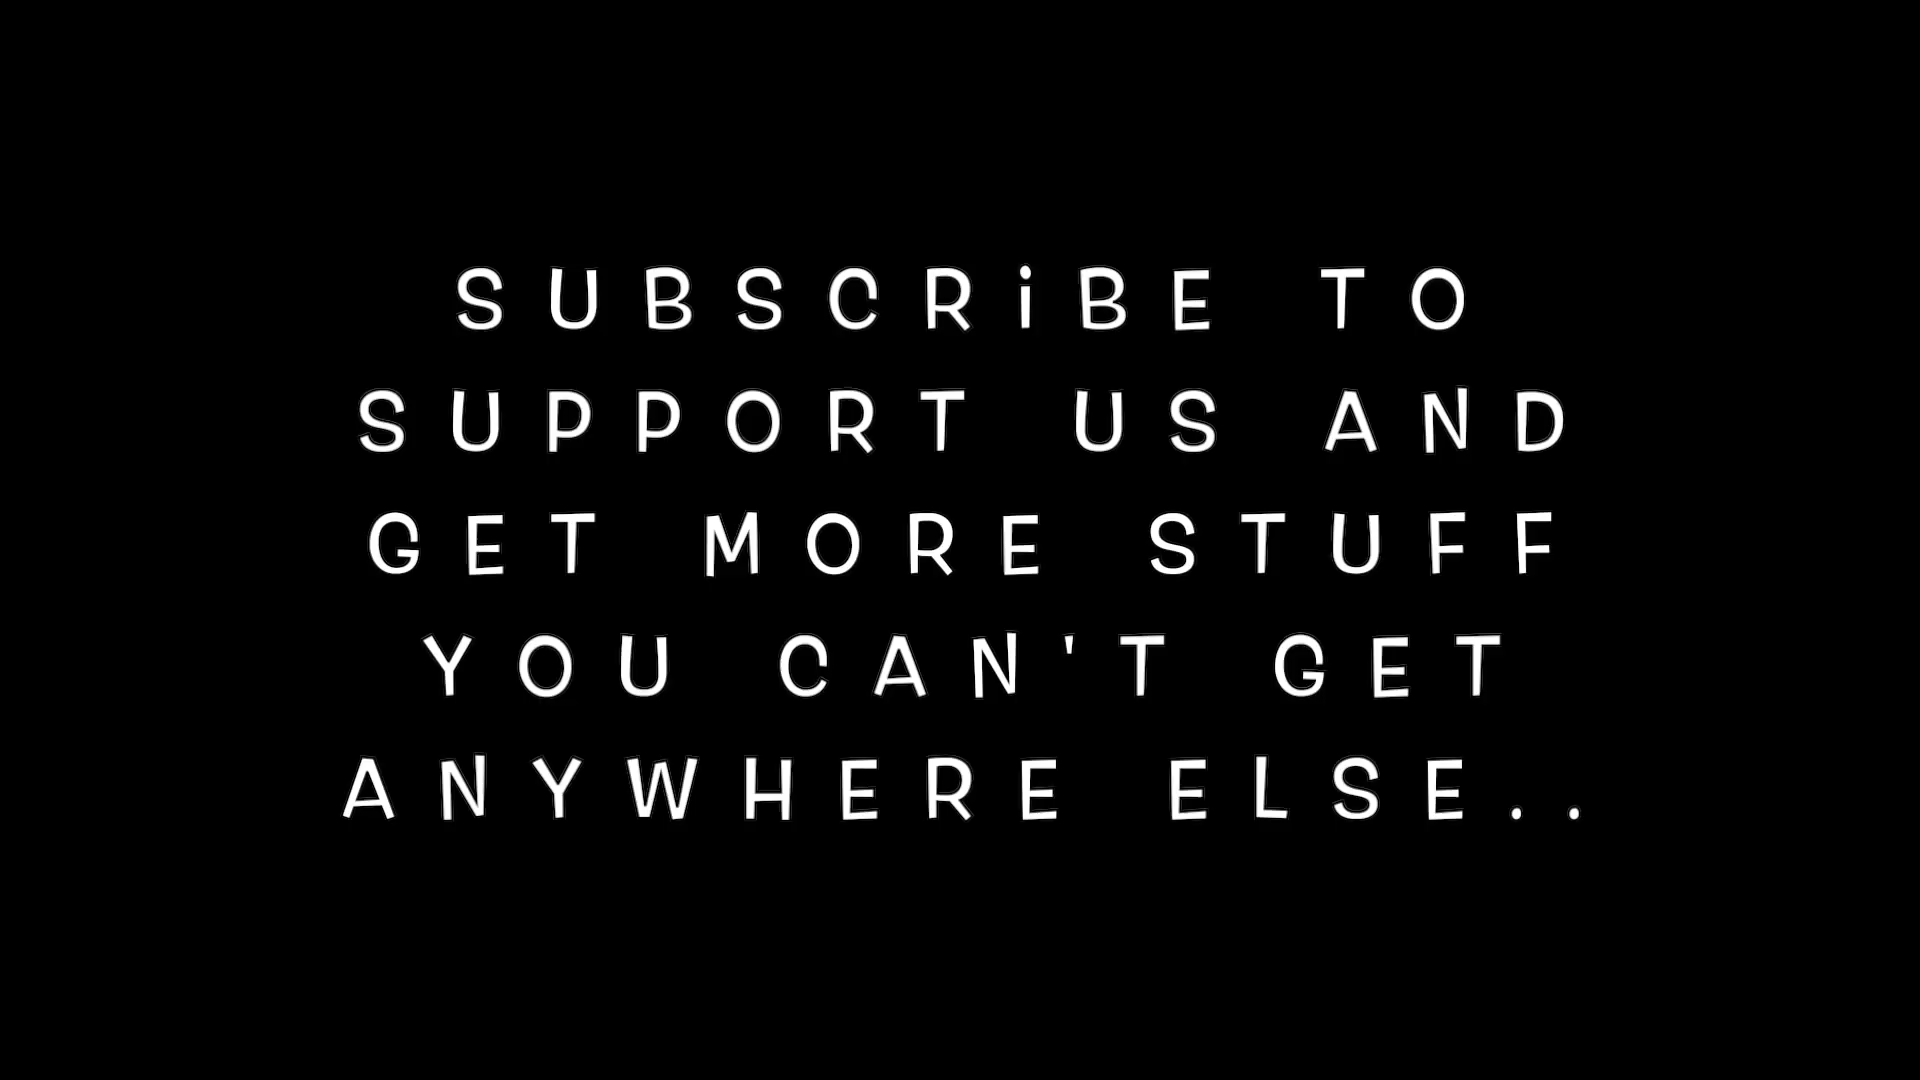 SUBSCRiBE TO
SUPPORT US AND
GET MORE STUFF
YOU CAN'T GET
ANYWHERE ELSE..